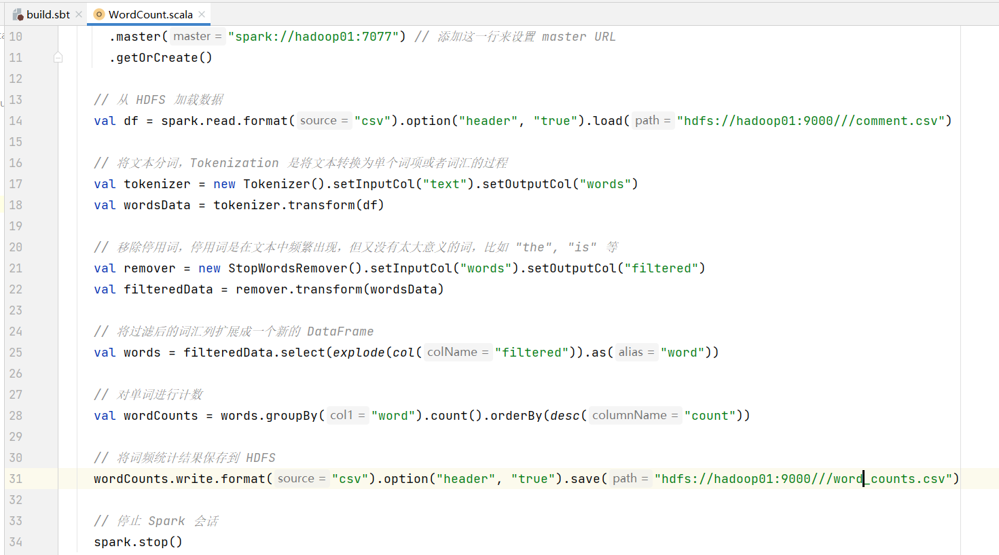 build.sbt WordCount.scala
10 .master( master = "spark://hadoop01:7077") // 添加这一行来设置 master URL
11 .getOrCreate()
12
13 // 从 HDFS 加载数据
14 val df = spark.read.format( source = "csv").option("header", "true").load( path = "hdfs://hadoop01:9000///comment.csv")
15
16 // 将文本分词，Tokenization 是将文本转换为单个词项或者词汇的过程
17 val tokenizer = new Tokenizer().setInputCol("text").setOutputCol("words")
18 val wordsData = tokenizer.transform(df)
19
20 // 移除停用词，停用词是在文本中频繁出现，但又没有太大意义的词，比如 "the", "is" 等
21 val remover = new StopWordsRemover().setInputCol("words").setOutputCol("filtered")
22 val filteredData = remover.transform(wordsData)
23
24 // 将过滤后的词汇列扩展成一个新的 DataFrame
25 val words = filteredData.select(explode(col( colName = "filtered")).as( alias = "word"))
26
27 // 对单词进行计数
28 val wordCounts = words.groupBy( col1 = "word").count().orderBy(desc( columnName = "count"))
29
30 // 将词频统计结果保存到 HDFS
31 wordCounts.write.format( source = "csv").option("header", "true").save( path = "hdfs://hadoop01:9000///word_counts.csv")
32
33 // 停止 Spark 会话
34 spark.stop()